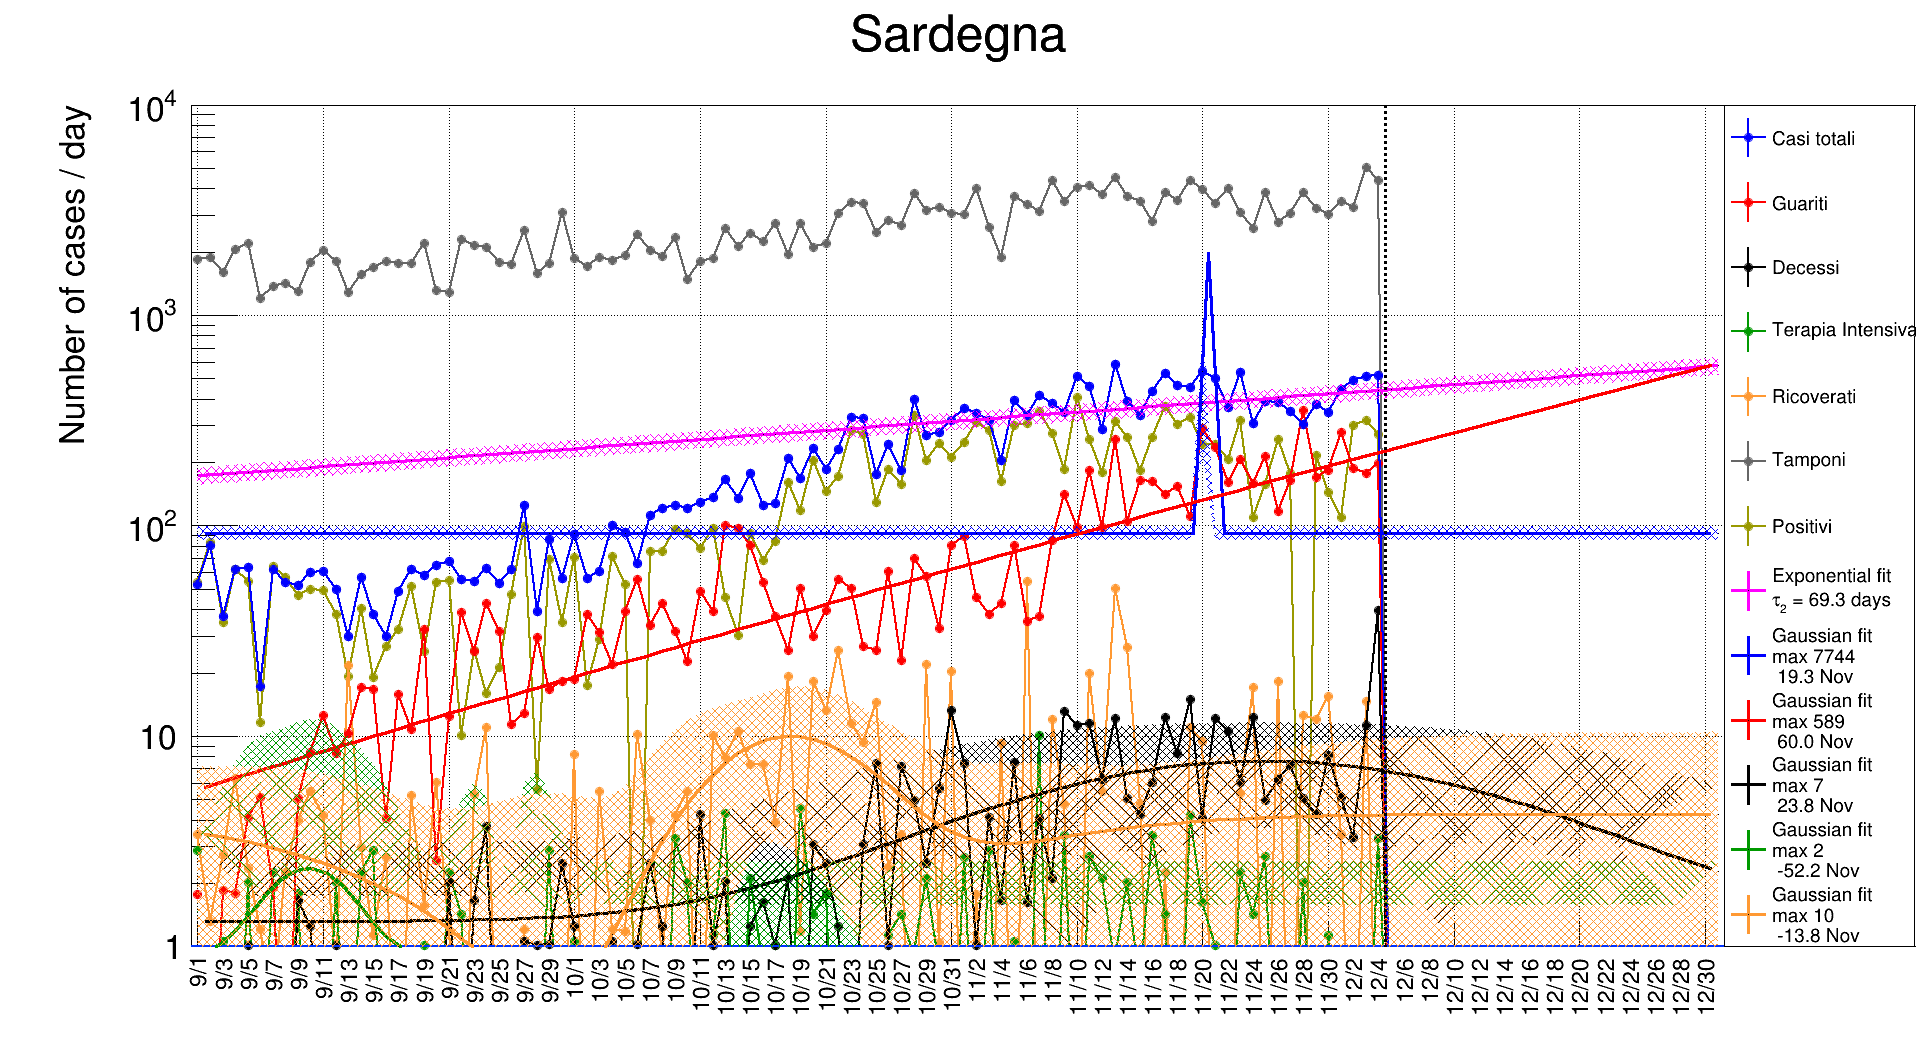 Sardegna
Number of cases / day
10⁴
10³
10²
10
1
9/1
9/3
9/5
9/7
9/9
9/11
9/13
9/15
9/17
9/19
9/21
9/23
9/25
9/27
9/29
10/1
10/3
10/5
10/7
10/9
10/11
10/13
10/15
10/17
10/19
10/21
10/23
10/25
10/27
10/29
10/31
11/2
11/4
11/6
11/8
11/10
11/12
11/14
11/16
11/18
11/20
11/22
11/24
11/26
11/28
11/30
12/2
12/4
12/6
12/8
12/10
12/12
12/14
12/16
12/18
12/20
12/22
12/24
12/26
12/28
12/30
Casi totali
Guariti
Decessi
Terapia Intensiva
Ricoverati
Tamponi
Positivi
Exponential fit
τ₂ = 69.3 days
Gaussian fit
max 7744
19.3 Nov
Gaussian fit
max 589
60.0 Nov
Gaussian fit
max 7
23.8 Nov
Gaussian fit
max 2
-52.2 Nov
Gaussian fit
max 10
-13.8 Nov